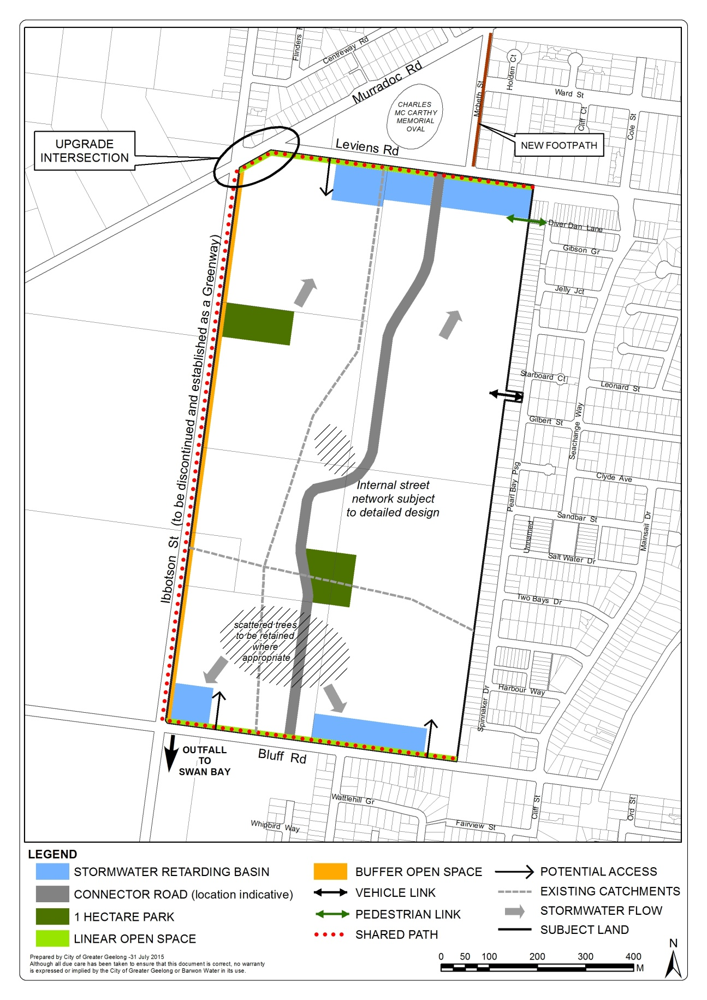 Flinders
Centreway Rd
Murradoc Rd
CHARLES
MC CARTHY
MEMORIAL
OVAL
Mcbeth St
Holden Ct
Ward St
Cliff Ct
Cole St
UPGRADE
INTERSECTION
NEW FOOTPATH
Leviens Rd
Diver Dan Lane
Gibson Gr
Jelly Jct
Starboard Ct
Leonard St
Gilbert St
Seachange Way
Clyde Ave
Pearl Bay Psg
Sandbar St
Mainsail Dr
Unnamed
Salt Water Dr
Two Bays Dr
Harbour Way
Spinnaker Dr
Ibbotson St (to be discontinued and established as a Greenway)
Internal street
network subject
to detailed design
scattered trees
to be retained
where
appropriate
OUTFALL
TO
SWAN BAY
Bluff Rd
Wattlehill Gr
Whipbird Way
Fairview St
Cliff St
Ord St
LEGEND
STORMWATER RETARDING BASIN
CONNECTOR ROAD (location indicative)
1 HECTARE PARK
LINEAR OPEN SPACE
BUFFER OPEN SPACE
VEHICLE LINK
PEDESTRIAN LINK
SHARED PATH
POTENTIAL ACCESS
EXISTING CATCHMENTS
STORMWATER FLOW
SUBJECT LAND
Prepared by City of Greater Geelong -31 July 2015
Although all due care has been taken to ensure that this document is correct, no warranty
is expressed or implied by the City of Greater Geelong or Barwon Water in its use.
0 50 100 200 300 400
M
N